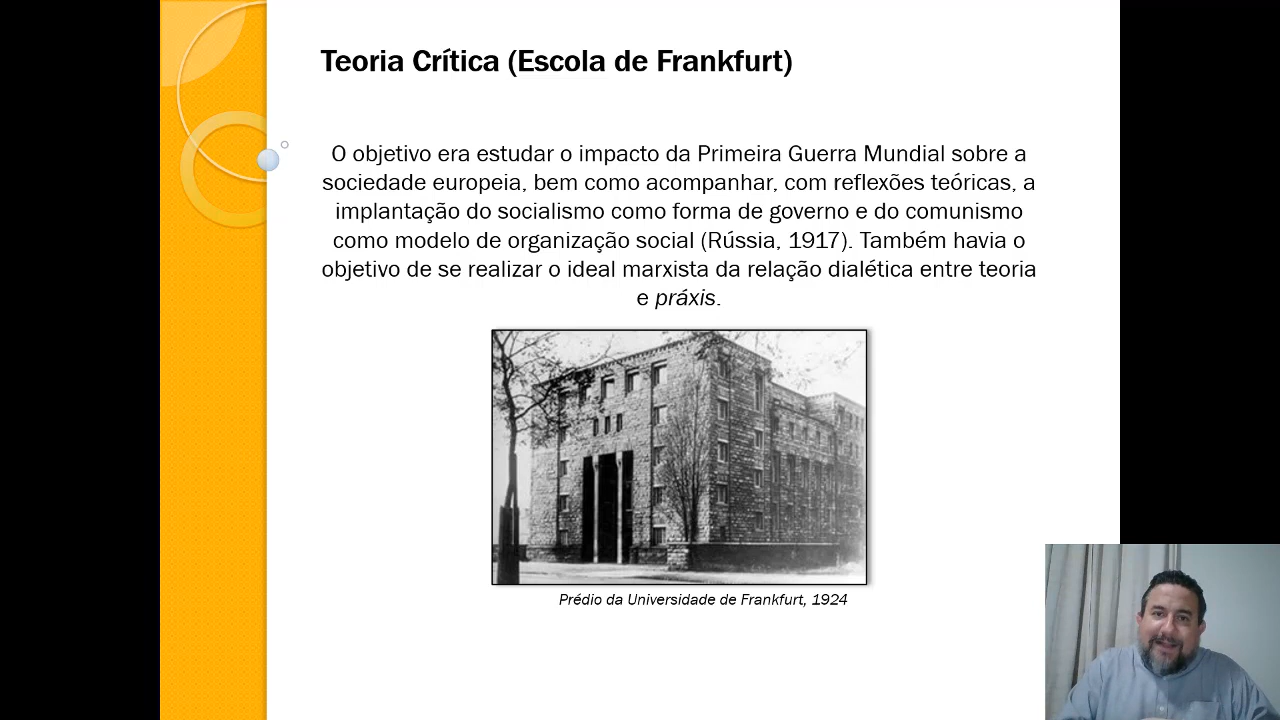 Teoria Crítica (Escola de Frankfurt)
O objetivo era estudar o impacto da Primeira Guerra Mundial sobre a
sociedade europeia, bem como acompanhar, com reflexões teóricas, a
implantação do socialismo como forma de governo e do comunismo
como modelo de organização social (Rússia, 1917). Também havia o
objetivo de se realizar o ideal marxista da relação dialética entre teoria
e práxis.
Prédio da Universidade de Frankfurt, 1924